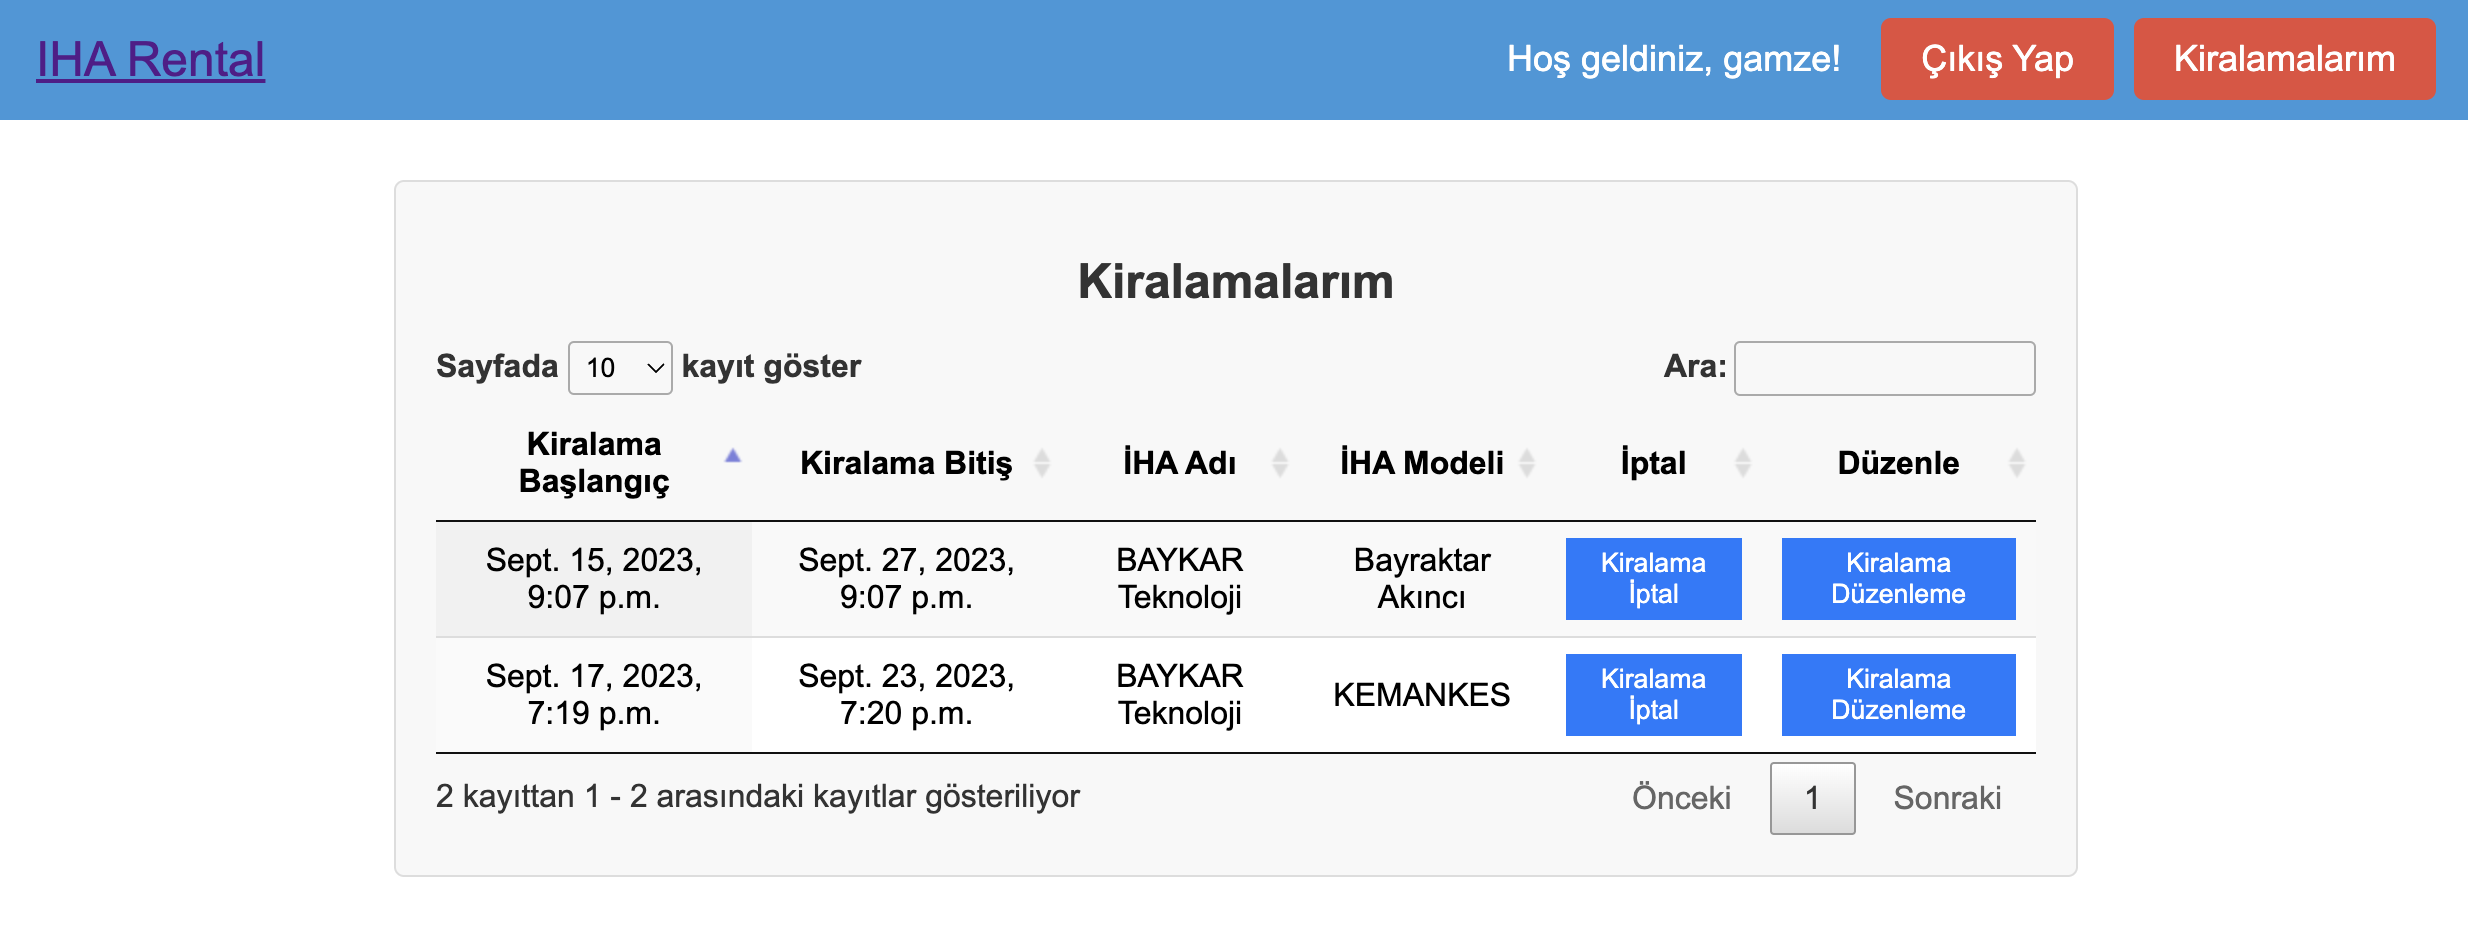 IHA Rental
Hoş geldiniz, gamze!
Çıkış Yap
Kiralamalarım
Kiralamalarım
Sayfada 10 kayıt göster
Ara:
Kiralama
Başlangıç
Kiralama Bitiş
İHA Adı
İHA Modeli
İptal
Düzenle
Sept. 15, 2023,
9:07 p.m.
Sept. 27, 2023,
9:07 p.m.
BAYKAR
Teknoloji
Bayraktar
Akıncı
Kiralama
İptal
Kiralama
Düzenleme
Sept. 17, 2023,
7:19 p.m.
Sept. 23, 2023,
7:20 p.m.
BAYKAR
Teknoloji
KEMANKES
Kiralama
İptal
Kiralama
Düzenleme
2 kayıttan 1 - 2 arasındaki kayıtlar gösteriliyor
Önceki
1
Sonraki